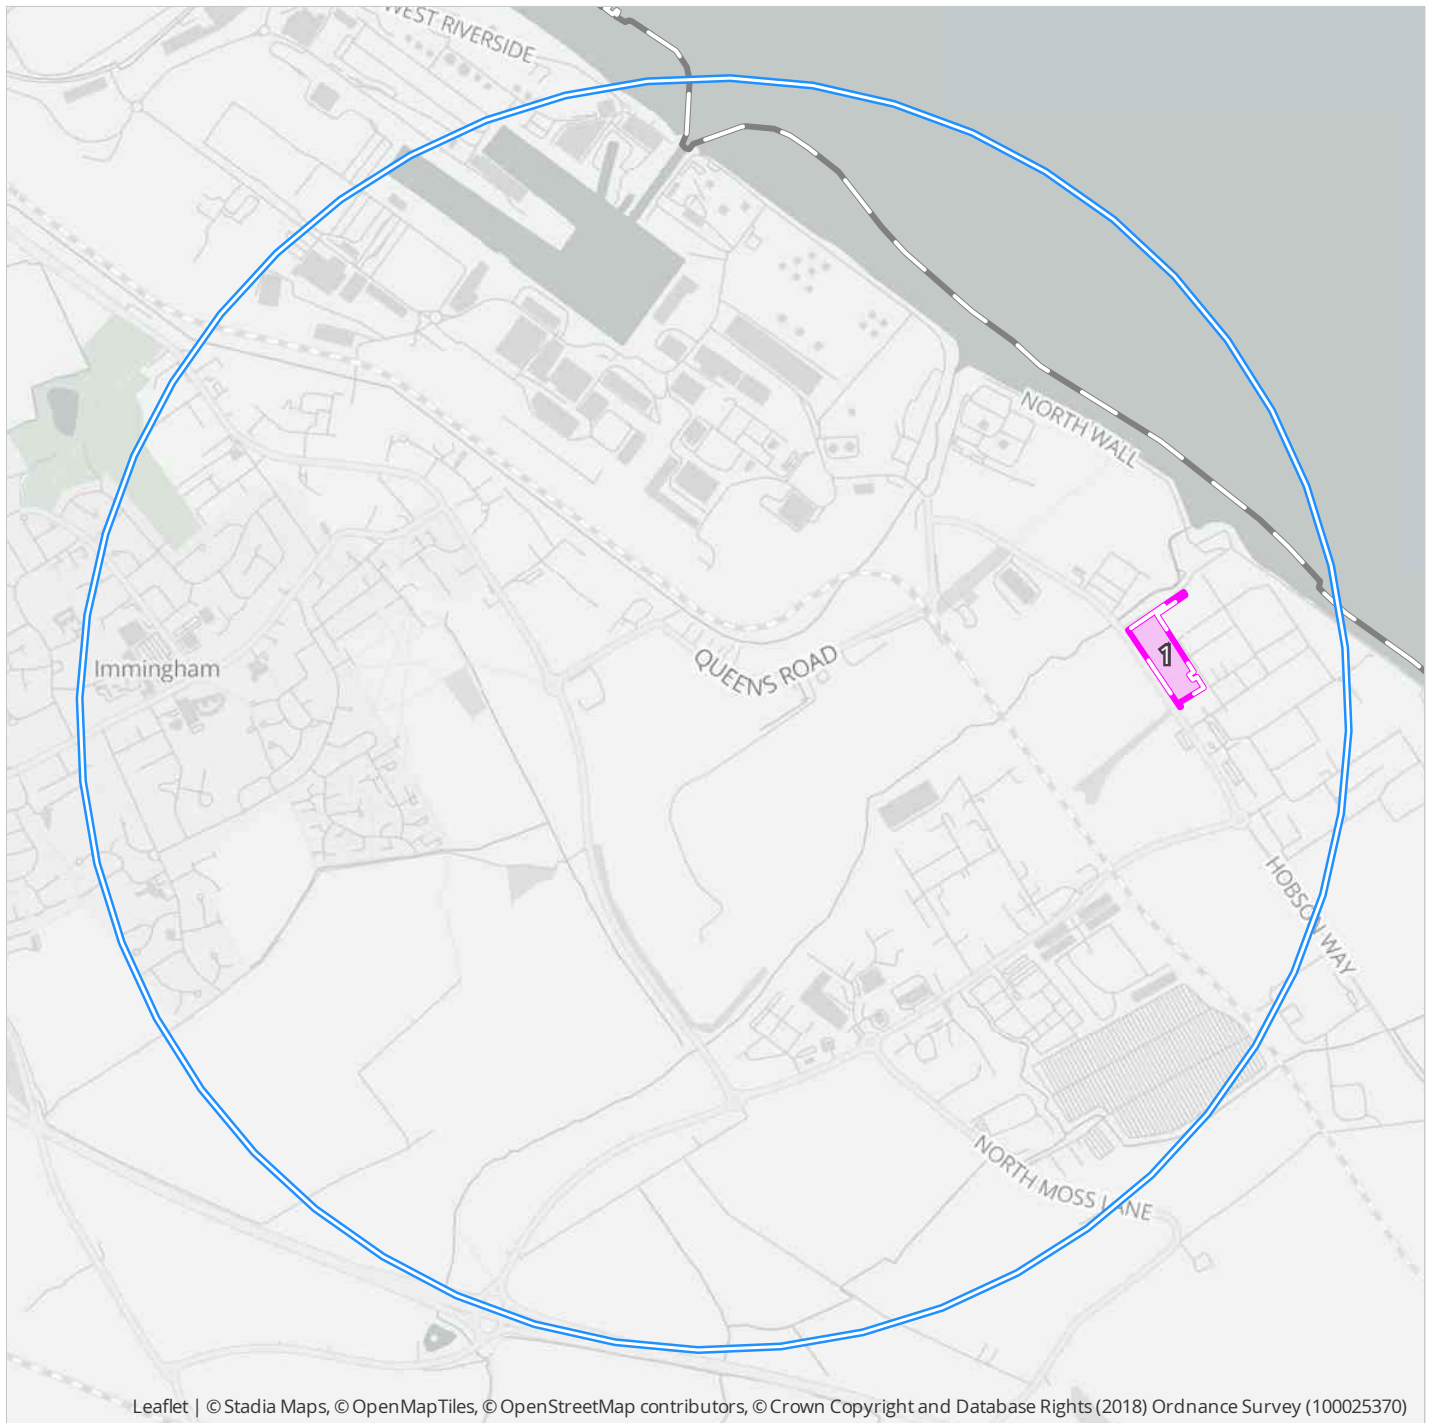 WEST RIVERSIDE
NORTH WALL
1
Immingham
QUEENS ROAD
HOBSON WAY
NORTH MOSS LANE
Leaflet | © Stadia Maps, © OpenMapTiles, © OpenStreetMap contributors, © Crown Copyright and Database Rights (2018) Ordnance Survey (100025370)